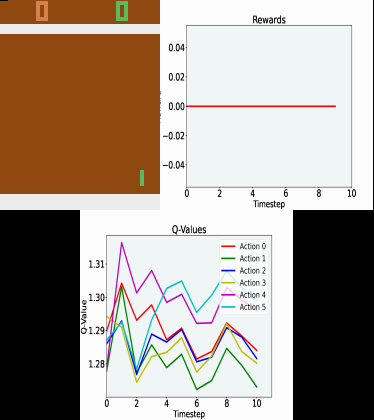 0 0
Rewards
0.04
0.02
0.00
−0.02
−0.04
0 2 4 6 8 10
Timestep
Q-Values
1.31
1.30
1.29
1.28
Q-Value
0 2 4 6 8 10
Timestep
Action 0
Action 1
Action 2
Action 3
Action 4
Action 5